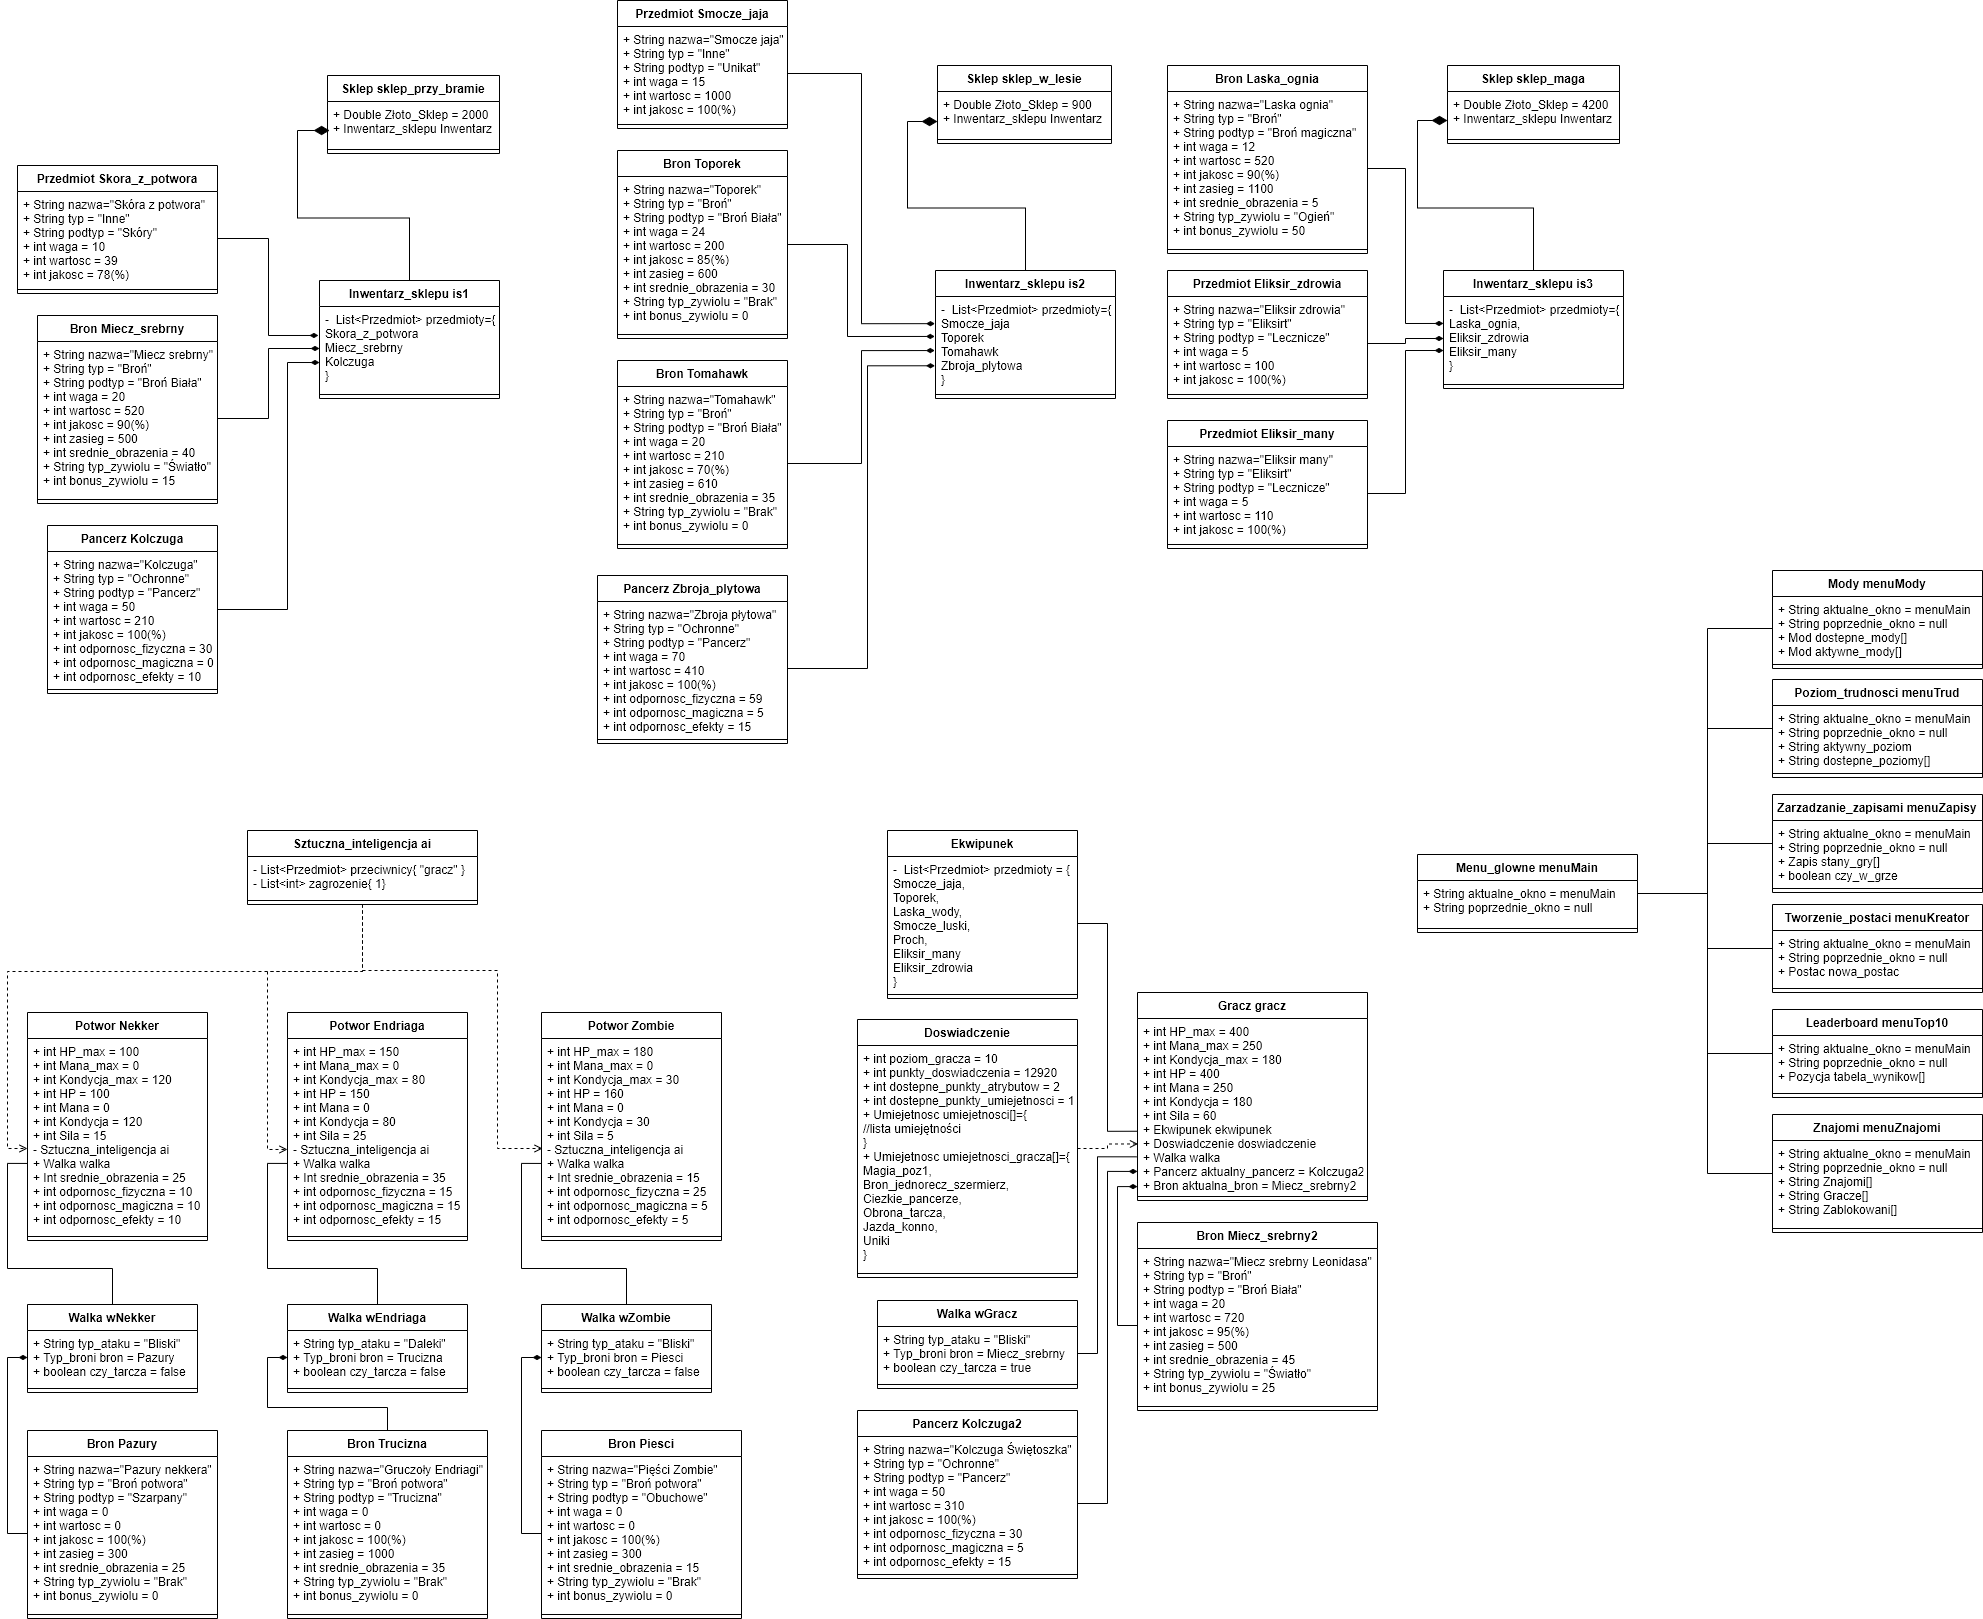 Sklep sklep_przy_bramie
+ Double Złoto_Sklep = 2000
+ Inwentarz_sklepu Inwentarz
Przedmiot Skora_z_potwora
+ String nazwa="Skóra z potwora"
+ String typ = "Inne"
+ String podtyp = "Skóry"
+ int waga = 10
+ int wartosc = 39
+ int jakosc = 78(%)
Bron Miecz_srebrny
+ String nazwa="Miecz srebrny"
+ String typ = "Broń"
+ String podtyp = "Broń Biała"
+ int waga = 20
+ int wartosc = 520
+ int jakosc = 90(%)
+ int zasieg = 500
+ int srednie_obrazenia = 40
+ String typ_zywiolu = "Światło"
+ int bonus_zywiolu = 15
Pancerz Kolczuga
+ String nazwa="Kolczuga"
+ String typ = "Ochronne"
+ String podtyp = "Pancerz"
+ int waga = 50
+ int wartosc = 210
+ int jakosc = 100(%)
+ int odpornosc_fizyczna = 30
+ int odpornosc_magiczna = 0
+ int odpornosc_efekty = 10
Inwentarz_sklepu is1
- List<Przedmiot> przedmioty={
Skora_z_potwora
Miecz_srebrny
Kolczuga
}
Przedmiot Smocze_jaja
+ String nazwa="Smocze jaja"
+ String typ = "Inne"
+ String podtyp = "Unikat"
+ int waga = 15
+ int wartosc = 1000
+ int jakosc = 100(%)
Bron Toporek
+ String nazwa="Toporek"
+ String typ = "Broń"
+ String podtyp = "Broń Biała"
+ int waga = 24
+ int wartosc = 200
+ int jakosc = 85(%)
+ int zasieg = 600
+ int srednie_obrazenia = 30
+ String typ_zywiolu = "Brak"
+ int bonus_zywiolu = 0
Bron Tomahawk
+ String nazwa="Tomahawk"
+ String typ = "Broń"
+ String podtyp = "Broń Biała"
+ int waga = 20
+ int wartosc = 210
+ int jakosc = 70(%)
+ int zasieg = 610
+ int srednie_obrazenia = 35
+ String typ_zywiolu = "Brak"
+ int bonus_zywiolu = 0
Pancerz Zbroja_plytowa
+ String nazwa="Zbroja płytowa"
+ String typ = "Ochronne"
+ String podtyp = "Pancerz"
+ int waga = 70
+ int wartosc = 410
+ int jakosc = 100(%)
+ int odpornosc_fizyczna = 59
+ int odpornosc_magiczna = 5
+ int odpornosc_efekty = 15
Sklep sklep_w_lesie
+ Double Złoto_Sklep = 900
+ Inwentarz_sklepu Inwentarz
Inwentarz_sklepu is2
- List<Przedmiot> przedmioty={
Smocze_jaja
Toporek
Tomahawk
Zbroja_plytowa
}
Bron Laska_ognia
+ String nazwa="Laska ognia"
+ String typ = "Broń"
+ String podtyp = "Broń magiczna"
+ int waga = 12
+ int wartosc = 520
+ int jakosc = 90(%)
+ int zasieg = 1100
+ int srednie_obrazenia = 5
+ String typ_zywiolu = "Ogień"
+ int bonus_zywiolu = 50
Przedmiot Eliksir_zdrowia
+ String nazwa="Eliksir zdrowia"
+ String typ = "Eliksirt"
+ String podtyp = "Lecznicze"
+ int waga = 5
+ int wartosc = 100
+ int jakosc = 100(%)
Przedmiot Eliksir_many
+ String nazwa="Eliksir many"
+ String typ = "Eliksirt"
+ String podtyp = "Lecznicze"
+ int waga = 5
+ int wartosc = 110
+ int jakosc = 100(%)
Sklep sklep_maga
+ Double Złoto_Sklep = 4200
+ Inwentarz_sklepu Inwentarz
Inwentarz_sklepu is3
- List<Przedmiot> przedmioty={
Laska_ognia,
Eliksir_zdrowia
Eliksir_many
}
Mody menuMody
+ String aktualne_okno = menuMain
+ String poprzednie_okno = null
+ Mod dostepne_mody[]
+ Mod aktywne_mody[]
Poziom_trudnosci menuTrud
+ String aktualne_okno = menuMain
+ String poprzednie_okno = null
+ String aktywny_poziom
+ String dostepne_poziomy[]
Zarzadzanie_zapisami menuZapisy
+ String aktualne_okno = menuMain
+ String poprzednie_okno = null
+ Zapis stany_gry[]
+ boolean czy_w_grze
Tworzenie_postaci menuKreator
+ String aktualne_okno = menuMain
+ String poprzednie_okno = null
+ Postac nowa_postac
Leaderboard menuTop10
+ String aktualne_okno = menuMain
+ String poprzednie_okno = null
+ Pozycja tabela_wynikow[]
Znajomi menuZnajomi
+ String aktualne_okno = menuMain
+ String poprzednie_okno = null
+ String Znajomi[]
+ String Gracze[]
+ String Zablokowani[]
Menu_glowne menuMain
+ String aktualne_okno = menuMain
+ String poprzednie_okno = null
Sztuczna_inteligencja ai
- List<Przedmiot> przeciwnicy{ "gracz" }
- List<int> zagrozenie{ 1}
Potwor Nekker
+ int HP_max = 100
+ int Mana_max = 0
+ int Kondycja_max = 120
+ int HP = 100
+ int Mana = 0
+ int Kondycja = 120
+ int Sila = 15
- Sztuczna_inteligencja ai
+ Walka walka
+ Int srednie_obrazenia = 25
+ int odpornosc_fizyczna = 10
+ int odpornosc_magiczna = 10
+ int odpornosc_efekty = 10
Potwor Endriaga
+ int HP_max = 150
+ int Mana_max = 0
+ int Kondycja_max = 80
+ int HP = 150
+ int Mana = 0
+ int Kondycja = 80
+ int Sila = 25
- Sztuczna_inteligencja ai
+ Walka walka
+ Int srednie_obrazenia = 35
+ int odpornosc_fizyczna = 15
+ int odpornosc_magiczna = 15
+ int odpornosc_efekty = 15
Potwor Zombie
+ int HP_max = 180
+ int Mana_max = 0
+ int Kondycja_max = 30
+ int HP = 160
+ int Mana = 0
+ int Kondycja = 30
+ int Sila = 5
- Sztuczna_inteligencja ai
+ Walka walka
+ Int srednie_obrazenia = 15
+ int odpornosc_fizyczna = 25
+ int odpornosc_magiczna = 5
+ int odpornosc_efekty = 5
Walka wNekker
+ String typ_ataku = "Bliski"
+ Typ_broni bron = Pazury
+ boolean czy_tarcza = false
Walka wEndriaga
+ String typ_ataku = "Daleki"
+ Typ_broni bron = Trucizna
+ boolean czy_tarcza = false
Walka wZombie
+ String typ_ataku = "Bliski"
+ Typ_broni bron = Piesci
+ boolean czy_tarcza = false
Bron Pazury
+ String nazwa="Pazury nekkera"
+ String typ = "Broń potwora"
+ String podtyp = "Szarpany"
+ int waga = 0
+ int wartosc = 0
+ int jakosc = 100(%)
+ int zasieg = 300
+ int srednie_obrazenia = 25
+ String typ_zywiolu = "Brak"
+ int bonus_zywiolu = 0
Bron Trucizna
+ String nazwa="Gruczoły Endriagi"
+ String typ = "Broń potwora"
+ String podtyp = "Trucizna"
+ int waga = 0
+ int wartosc = 0
+ int jakosc = 100(%)
+ int zasieg = 1000
+ int srednie_obrazenia = 35
+ String typ_zywiolu = "Brak"
+ int bonus_zywiolu = 0
Bron Piesci
+ String nazwa="Pięści Zombie"
+ String typ = "Broń potwora"
+ String podtyp = "Obuchowe"
+ int waga = 0
+ int wartosc = 0
+ int jakosc = 100(%)
+ int zasieg = 300
+ int srednie_obrazenia = 15
+ String typ_zywiolu = "Brak"
+ int bonus_zywiolu = 0
Ekwipunek
- List<Przedmiot> przedmioty = {
Smocze_jaja,
Toporek,
Laska_wody,
Smocze_luski,
Proch,
Eliksir_many
Eliksir_zdrowia
}
Doswiadczenie
+ int poziom_gracza = 10
+ int punkty_doswiadczenia = 12920
+ int dostepne_punkty_atrybutow = 2
+ int dostepne_punkty_umiejetnosci = 1
+ Umiejetnosc umiejetnosci[]={
//lista umiejętności
}
+ Umiejetnosc umiejetnosci_gracza[]={
Magia_poz1,
Bron_jednorecz_szermierz,
Ciezkie_pancerze,
Obrona_tarcza,
Jazda_konno,
Uniki
}
Walka wGracz
+ String typ_ataku = "Bliski"
+ Typ_broni bron = Miecz_srebrny
+ boolean czy_tarcza = true
Pancerz Kolczuga2
+ String nazwa="Kolczuga Świętoszka"
+ String typ = "Ochronne"
+ String podtyp = "Pancerz"
+ int waga = 50
+ int wartosc = 310
+ int jakosc = 100(%)
+ int odpornosc_fizyczna = 30
+ int odpornosc_magiczna = 5
+ int odpornosc_efekty = 15
Gracz gracz
+ int HP_max = 400
+ int Mana_max = 250
+ int Kondycja_max = 180
+ int HP = 400
+ int Mana = 250
+ int Kondycja = 180
+ int Sila = 60
+ Ekwipunek ekwipunek
+ Doswiadczenie doswiadczenie
+ Walka walka
+ Pancerz aktualny_pancerz = Kolczuga2
+ Bron aktualna_bron = Miecz_srebrny2
Bron Miecz_srebrny2
+ String nazwa="Miecz srebrny Leonidasa"
+ String typ = "Broń"
+ String podtyp = "Broń Biała"
+ int waga = 20
+ int wartosc = 720
+ int jakosc = 95(%)
+ int zasieg = 500
+ int srednie_obrazenia = 45
+ String typ_zywiolu = "Światło"
+ int bonus_zywiolu = 25